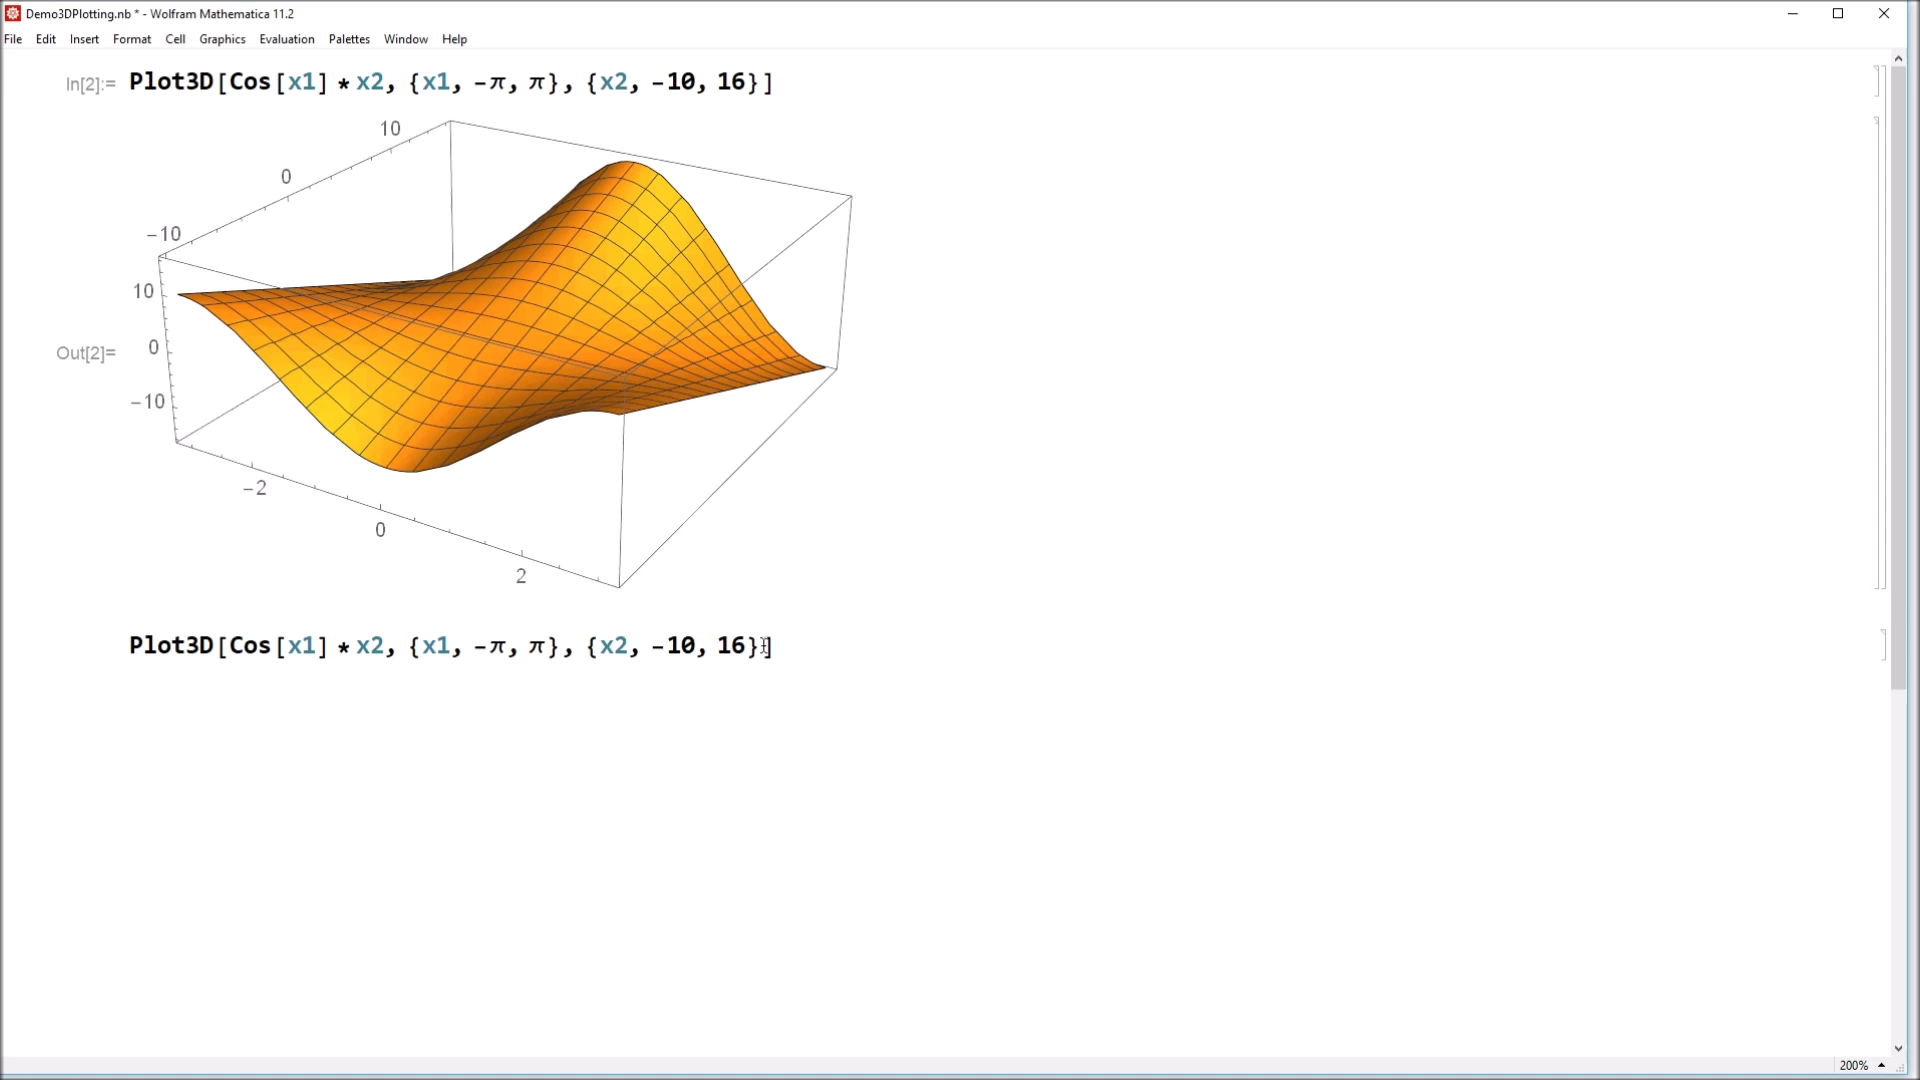 Demo3DPlotting.nb * - Wolfram Mathematica 11.2
File Edit Insert Format Cell Graphics Evaluation Palettes Window Help
In[2]:= Plot3D[Cos[x1] * x2, {x1, -π, π}, {x2, -10, 16}]
10
0
-10
10
0
Out[2]=
-10
-2
0
2
Plot3D[Cos[x1] * x2, {x1, -π, π}, {x2, -10, 16}]
200%